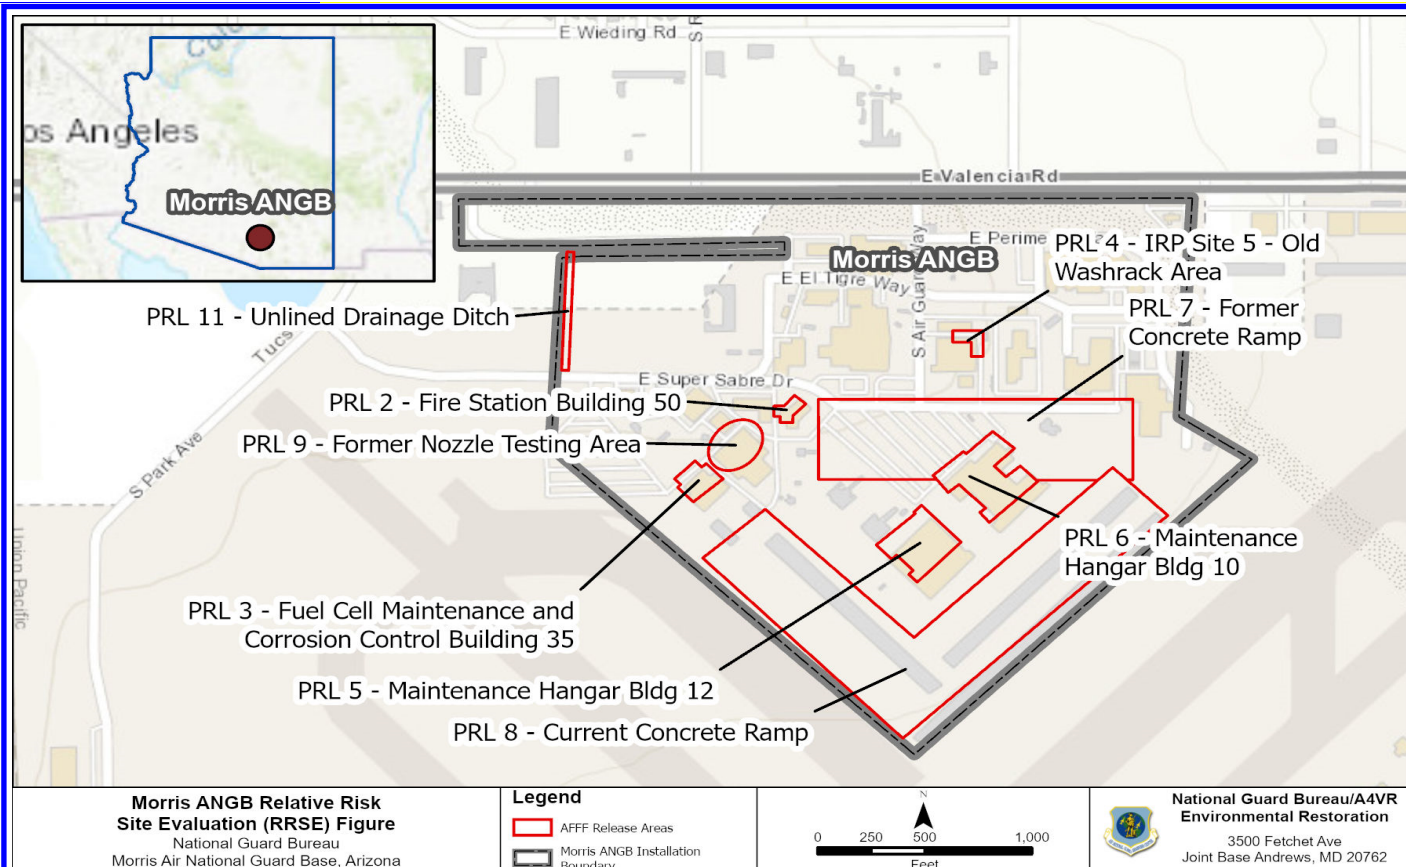 E Wieding Rd
S R
Colo
os Angeles
Morris ANGB
E Valencia Rd
E Perime
a
Morris ANGB
S Air Guard Way
E El Tigre Way
PRL 4 - IRP Site 5 - Old
Washrack Area
PRL 7 - Former
Concrete Ramp
PRL 11 - Unlined Drainage Ditch
Tucs
E Super Sabre Dr
PRL 2 - Fire Station Building 50
PRL 9 - Former Nozzle Testing Area
S Park Ave
Union Pacific
PRL 6 - Maintenance
Hangar Bldg 10
PRL 3 - Fuel Cell Maintenance and
Corrosion Control Building 35
PRL 5 - Maintenance Hangar Bldg 12
PRL 8 - Current Concrete Ramp
Morris ANGB Relative Risk
Site Evaluation (RRSE) Figure
National Guard Bureau
Morris Air National Guard Base, Arizona
Legend
AFFF Release Areas
Morris ANGB Installation
Boundary
N
0 250 500 1,000
Feet
National Guard Bureau/A4VR
Environmental Restoration
3500 Fetchet Ave
Joint Base Andrews, MD 20762